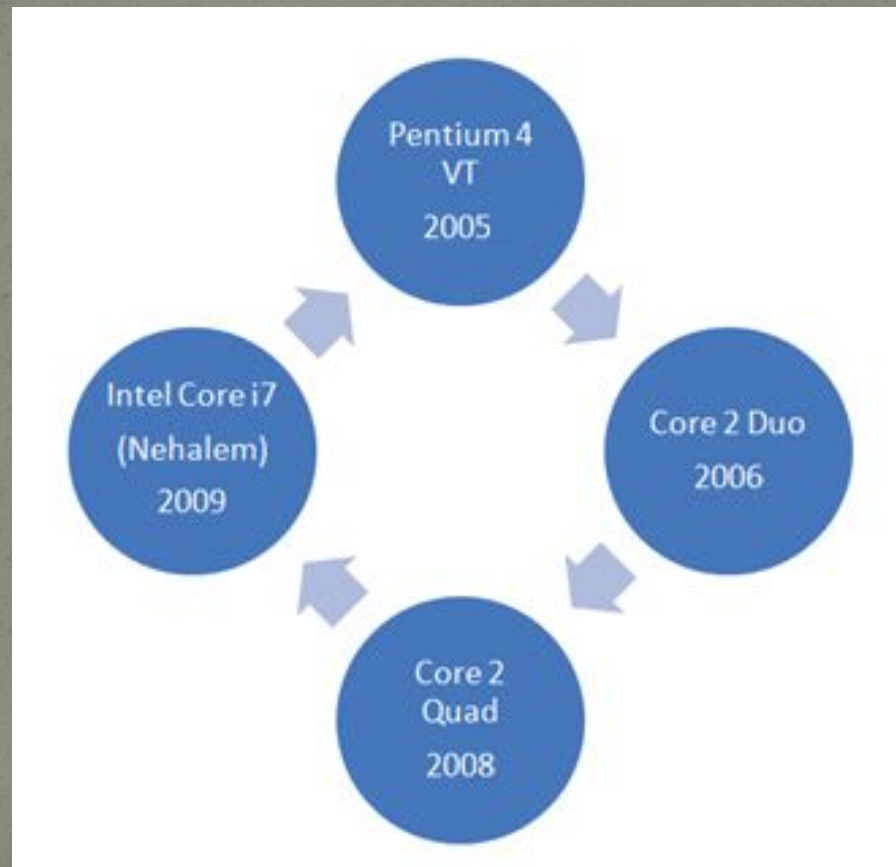 Pentium 4
VT
2005
Core 2 Duo
2006
Core 2
Quad
2008
Intel Core i7
(Nehalem)
2009